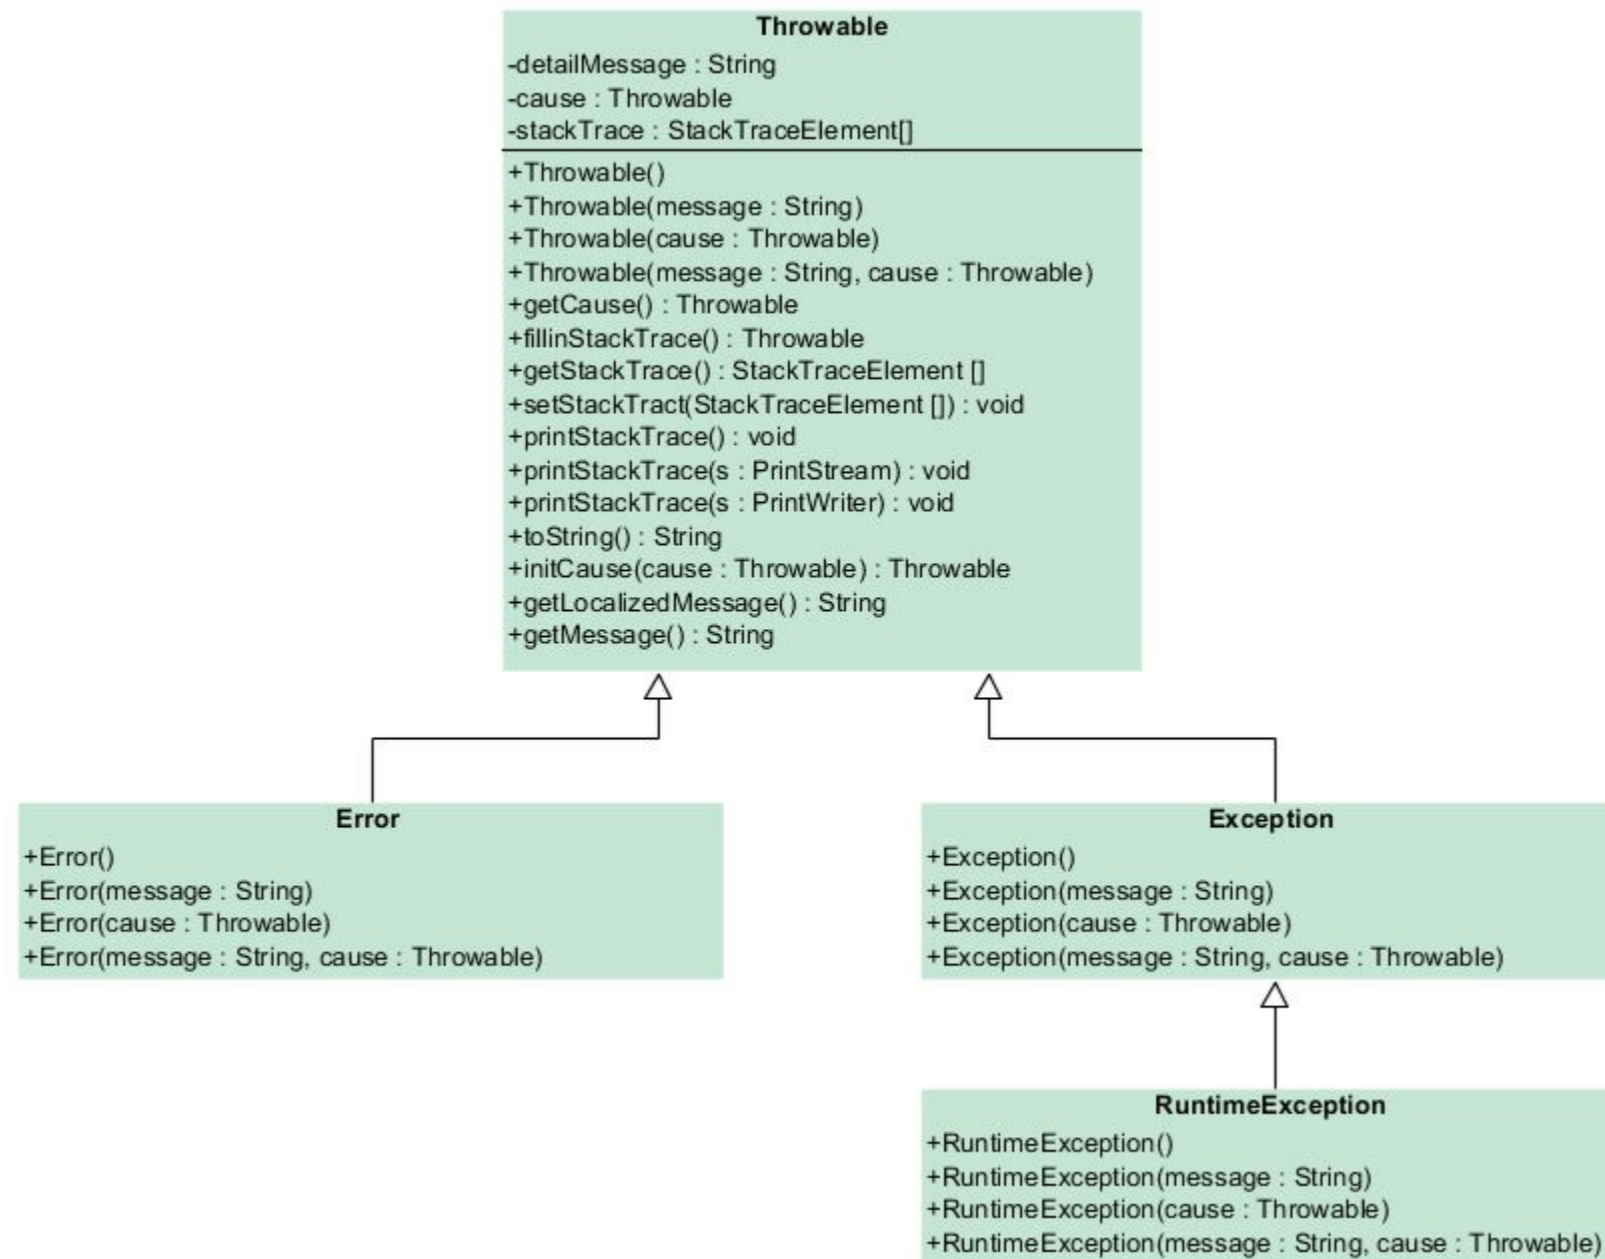 Throwable
-detailMessage : String
-cause : Throwable
-stackTrace : StackTraceElement[]
+Throwable()
+Throwable(message : String)
+Throwable(cause : Throwable)
+Throwable(message : String, cause : Throwable)
+getCause() : Throwable
+fillinStackTrace() : Throwable
+getStackTrace() : StackTraceElement []
+setStackTract(StackTraceElement []) : void
+printStackTrace() : void
+printStackTrace(s : PrintStream) : void
+printStackTrace(s : PrintWriter) : void
+toString() : String
+initCause(cause : Throwable) : Throwable
+getLocalizedMessage() : String
+getMessage() : String
Error
+Error()
+Error(message : String)
+Error(cause : Throwable)
+Error(message : String, cause : Throwable)
Exception
+Exception()
+Exception(message : String)
+Exception(cause : Throwable)
+Exception(message : String, cause : Throwable)
RuntimeException
+RuntimeException()
+RuntimeException(message : String)
+RuntimeException(cause : Throwable)
+RuntimeException(message : String, cause : Throwable)